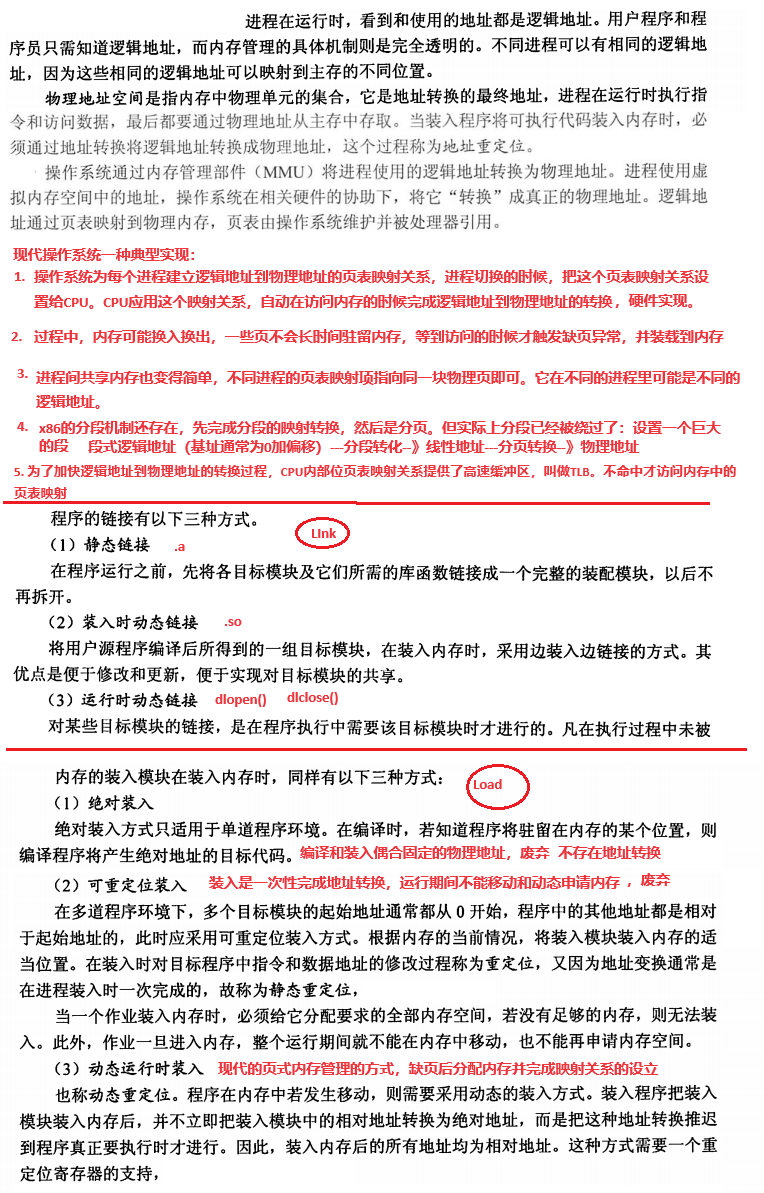 进程在运行时，看到和使用的地址都是逻辑地址。用户程序和程
序员只需知道逻辑地址，而内存管理的具体机制则是完全透明的。不同进程可以有相同的逻辑地
址，因为这些相同的逻辑地址可以映射到主存的不同位置。
物理地址空间是指内存中物理单元的集合，它是地址转换的最终地址，进程在运行时执行指
令和访问数据，最后都要通过物理地址从主存中存取。当装入程序将可执行代码装入内存时，必
须通过地址转换将逻辑地址转换成物理地址，这个过程称为地址重定位。
操作系统通过内存管理部件（MMU）将进程使用的逻辑地址转换为物理地址。进程使用虚
拟内存空间中的地址，操作系统在相关硬件的协助下，将它“转换”成真正的物理地址。逻辑地
址通过页表映射到物理内存，页表由操作系统维护并被处理器引用。
现代操作系统一种典型实现：
1. 操作系统为每个进程建立逻辑地址到物理地址的页表映射关系，进程切换的时候，把这个页表映射关系设
置给CPU。CPU应用这个映射关系，自动在访问内存的时候完成逻辑地址到物理地址的转换，硬件实现。
2. 过程中，内存可能换入换出，一些页不会长时间驻留内存，等到访问的时候才触发缺页异常，并装载到内存
3. 进程间共享内存也变得简单，不同进程的页表映射项指向同一块物理页即可。它在不同的进程里可能是不同的
逻辑地址。
4. x86的分段机制还存在，先完成分段的映射转换，然后是分页。但实际上分段已经被绕过了：设置一个巨大
的段 段式逻辑地址（基址通常为0加偏移）---分段转化--》线性地址---分页转换--》物理地址
5. 为了加快逻辑地址到物理地址的转换过程，CPU内部位页表映射关系提供了高速缓冲区，叫做TLB。不命中才访问内存中的
页表映射
程序的链接有以下三种方式。 LInk
（1）静态链接 .a
在程序运行之前，先将各目标模块及它们所需的库函数链接成一个完整的装配模块，以后不
再拆开。
（2）装入时动态链接 .so
将用户源程序编译后所得到的一组目标模块，在装入内存时，采用边装入边链接的方式。其
优点是便于修改和更新，便于实现对目标模块的共享。
（3）运行时动态链接 dlopen() dlclose()
对某些目标模块的链接，是在程序执行中需要该目标模块时才进行的。凡在执行过程中未被
内存的装入模块在装入内存时，同样有以下三种方式： Load
（1）绝对装入
绝对装入方式只适用于单道程序环境。在编译时，若知道程序将驻留在内存的某个位置，则
编译程序将产生绝对地址的目标代码。编译和装入偶合固定的物理地址，废弃 不存在地址转换
（2）可重定位装入 装入是一次性完成地址转换，运行期间不能移动和动态申请内存 ，废弃
在多道程序环境下，多个目标模块的起始地址通常都从 0 开始，程序中的其他地址都是相对
于起始地址的，此时应采用可重定位装入方式。根据内存的当前情况，将装入模块装入内存的适
当位置。在装入时对目标程序中指令和数据地址的修改过程称为重定位，又因为地址变换通常是
在进程装入时一次完成的，故称为静态重定位，
当一个作业装入内存时，必须给它分配要求的全部内存空间，若没有足够的内存，则无法装
入。此外，作业一旦进入内存，整个运行期间就不能在内存中移动，也不能再申请内存空间。
（3）动态运行时装入 现代的页式内存管理的方式，缺页后分配内存并完成映射关系的设立
也称动态重定位。程序在内存中若发生移动，则需要采用动态的装入方式。装入程序把装入
模块装入内存后，并不立即把装入模块中的相对地址转换为绝对地址，而是把这种地址转换推迟
到程序真正要执行时才进行。因此，装入内存后的所有地址均为相对地址。这种方式需要一个重
定位寄存器的支持，